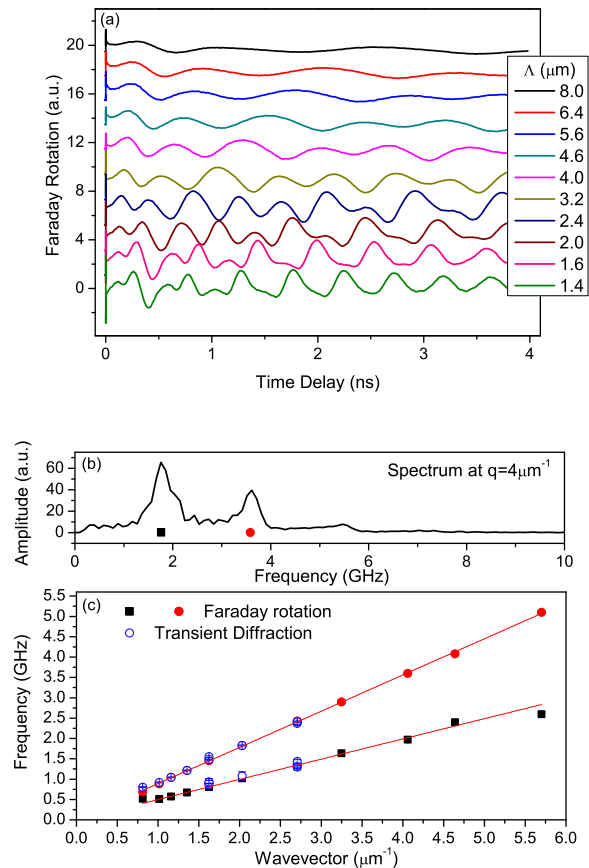 (a)
Faraday Rotation (a.u.)
20
16
12
8
4
0
0 1 2 3 4
Time Delay (ns)
Λ (μm)
8.0
6.4
5.6
4.6
4.0
3.2
2.4
2.0
1.6
1.4
(b)
Spectrum at q=4μm⁻¹
Amplitude (a.u.)
60
40
20
0
0 2 4 6 8 10
Frequency (GHz)
(c)
Faraday rotation
Transient Diffraction
Frequency (GHz)
5.5
5.0
4.5
4.0
3.5
3.0
2.5
2.0
1.5
1.0
0.5
0.0
0.0 0.5 1.0 1.5 2.0 2.5 3.0 3.5 4.0 4.5 5.0 5.5 6.0
Wavevector (μm⁻¹)